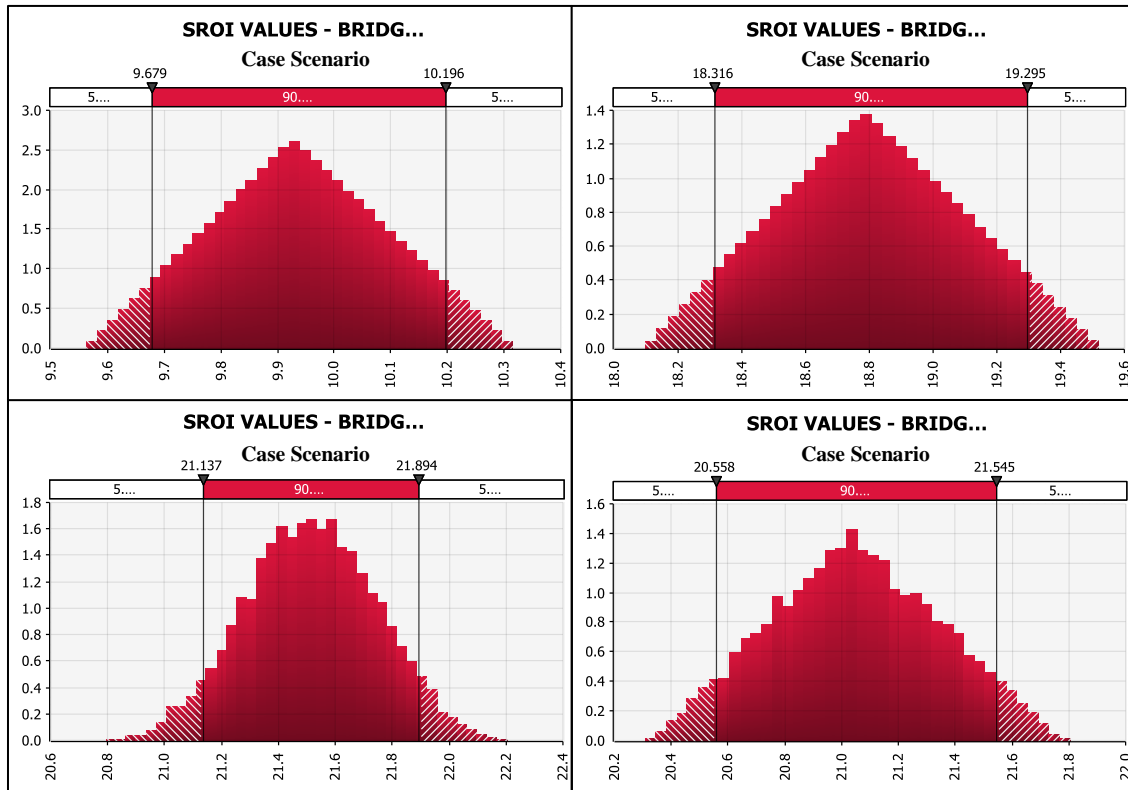 SROI VALUES - BRIDG...
Case Scenario
9.679 10.196
5.... 90.... 5....
3.0
2.5
2.0
1.5
1.0
0.5
0.0
9.5 9.6 9.7 9.8 9.9 10.0 10.1 10.2 10.3 10.4
SROI VALUES - BRIDG...
Case Scenario
18.316 19.295
5.... 90.... 5....
1.4
1.2
1.0
0.8
0.6
0.4
0.2
0.0
18.0 18.2 18.4 18.6 18.8 19.0 19.2 19.4 19.6
SROI VALUES - BRIDG...
Case Scenario
21.137 21.894
5.... 90.... 5....
1.8
1.6
1.4
1.2
1.0
0.8
0.6
0.4
0.2
0.0
20.6 20.8 21.0 21.2 21.4 21.6 21.8 22.0 22.2 22.4
SROI VALUES - BRIDG...
Case Scenario
20.558 21.545
5.... 90.... 5....
1.6
1.4
1.2
1.0
0.8
0.6
0.4
0.2
0.0
20.2 20.4 20.6 20.8 21.0 21.2 21.4 21.6 21.8 22.0